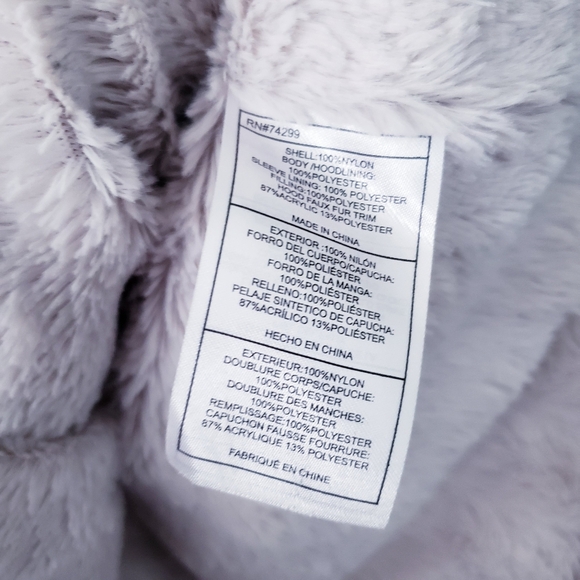 RN#74299
SHELL:100%NYLON
BODY /HOODLINING:
100%POLYESTER
SLEEVE LINING: 100% POLYESTER
FILLING:100%POLYESTER
HOOD FAUX FUR TRIM
87%ACRYLIC 13%POLYESTER
MADE IN CHINA
EXTERIOR :100% NILÓN
FORRO DEL CUERPO/CAPUCHA:
100%POLIÉSTER
FORRO DE LA MANGA:
100%POLIÉSTER
RELLENO:100%POLIÉSTER
PELAJE SINTETICO DE CAPUCHA:
87%ACRÍLICO 13%POLIÉSTER
HECHO EN CHINA
EXTERIEUR:100%NYLON
DOUBLURE CORPS/CAPUCHE:
100%POLYESTER
DOUBLURE DES MANCHES:
100%POLYESTER
REMPLISSAGE:100%POLYESTER
CAPUCHON FAUSSE FOURRURE:
87% ACRYLIQUE 13% POLYESTER
FABRIQUÉ EN CHINE